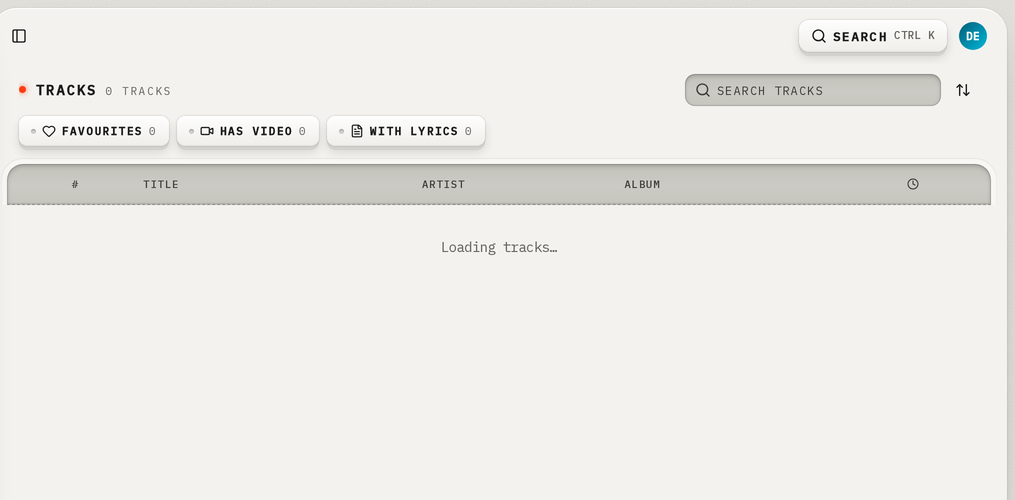 SEARCH CTRL K
DE
TRACKS 0 TRACKS
SEARCH TRACKS
FAVOURITES 0 HAS VIDEO 0 WITH LYRICS 0
# TITLE ARTIST ALBUM
Loading tracks…